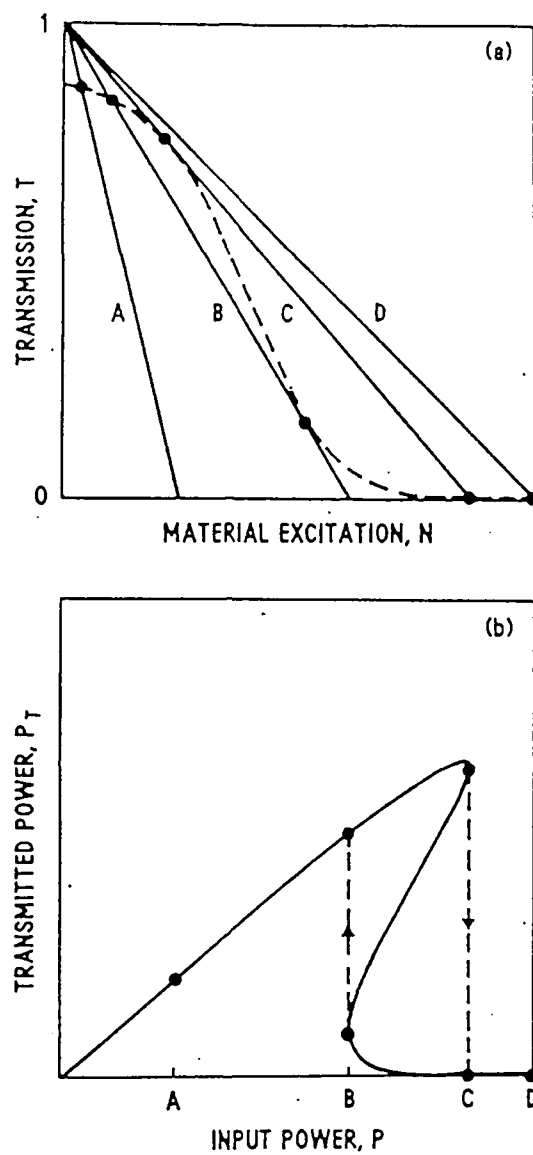 1
(a)
TRANSMISSION, T
A
B
C
D
0
MATERIAL EXCITATION, N
(b)
TRANSMITTED POWER, PT
A
B
C
D
INPUT POWER, P